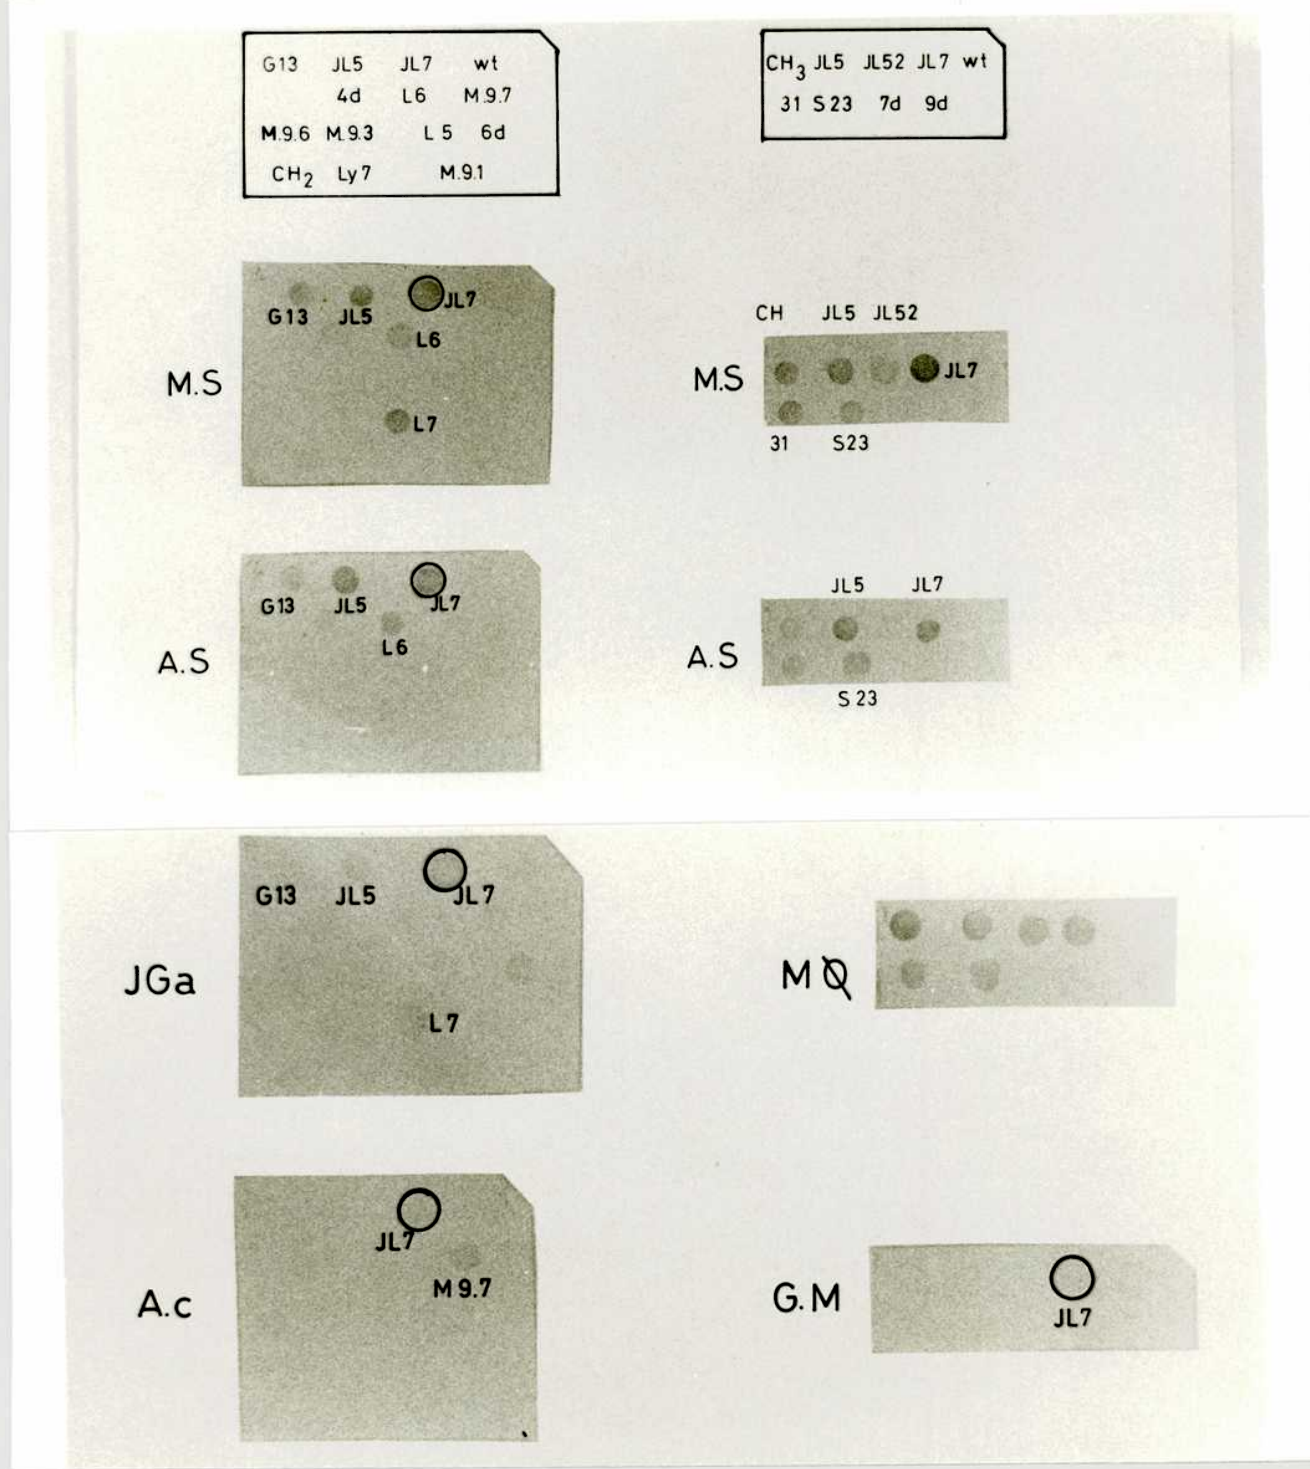 G13 JL5 JL7 wt
4d L6 M.9.7
M.9.6 M.9.3 L5 6d
CH₂ Ly7 M.9.1
CH₃ JL5 JL52 JL7 wt
31 S23 7d 9d
M.S
G13 JL5 JL7
L6
L7
M.S
CH JL5 JL52
JL7
31 S23
A.S
G13 JL5 JL7
L6
A.S
JL5 JL7
S23
JGa
G13 JL5 JL7
L7
MØ
A.c
JL7
M9.7
G.M
JL7